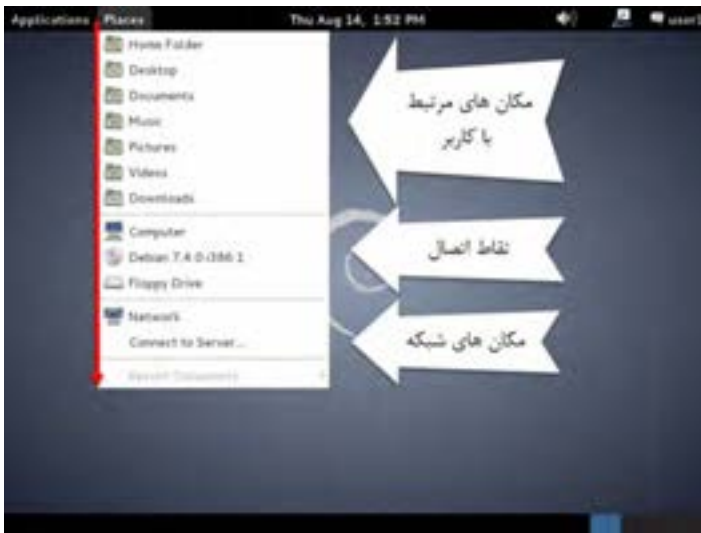 Applications Places Thu Aug 14, 1:52 PM user1
Home Folder
Desktop
Documents
Music
Pictures
Videos
Downloads
Computer
Debian 7.4.0 i386 1
Floppy Drive
Network
Connect to Server...
Recent Documents
مکان های مرتبط
با کاربر
نقاط اتصال
مکان های شبکه